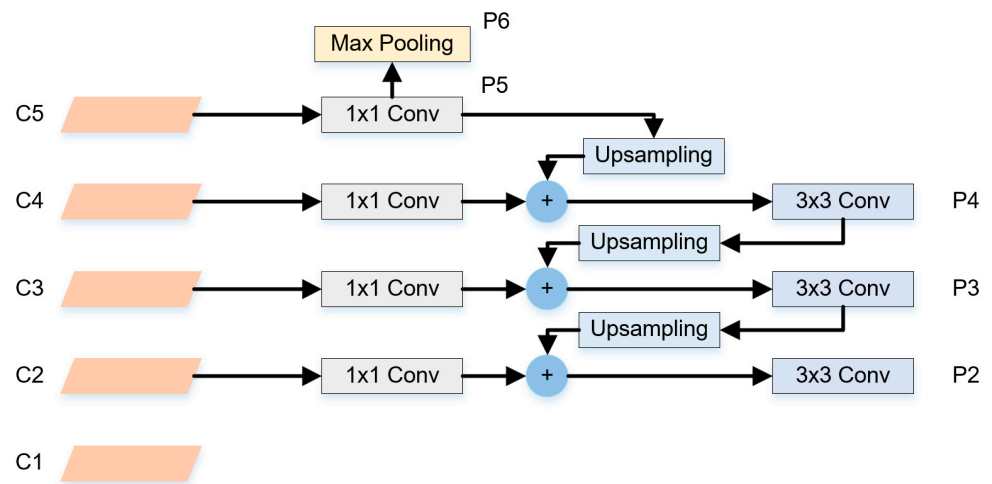 P6
Max Pooling
P5
C5
1x1 Conv
Upsampling
C4
1x1 Conv
+
3x3 Conv
P4
Upsampling
C3
1x1 Conv
+
3x3 Conv
P3
Upsampling
C2
1x1 Conv
+
3x3 Conv
P2
C1